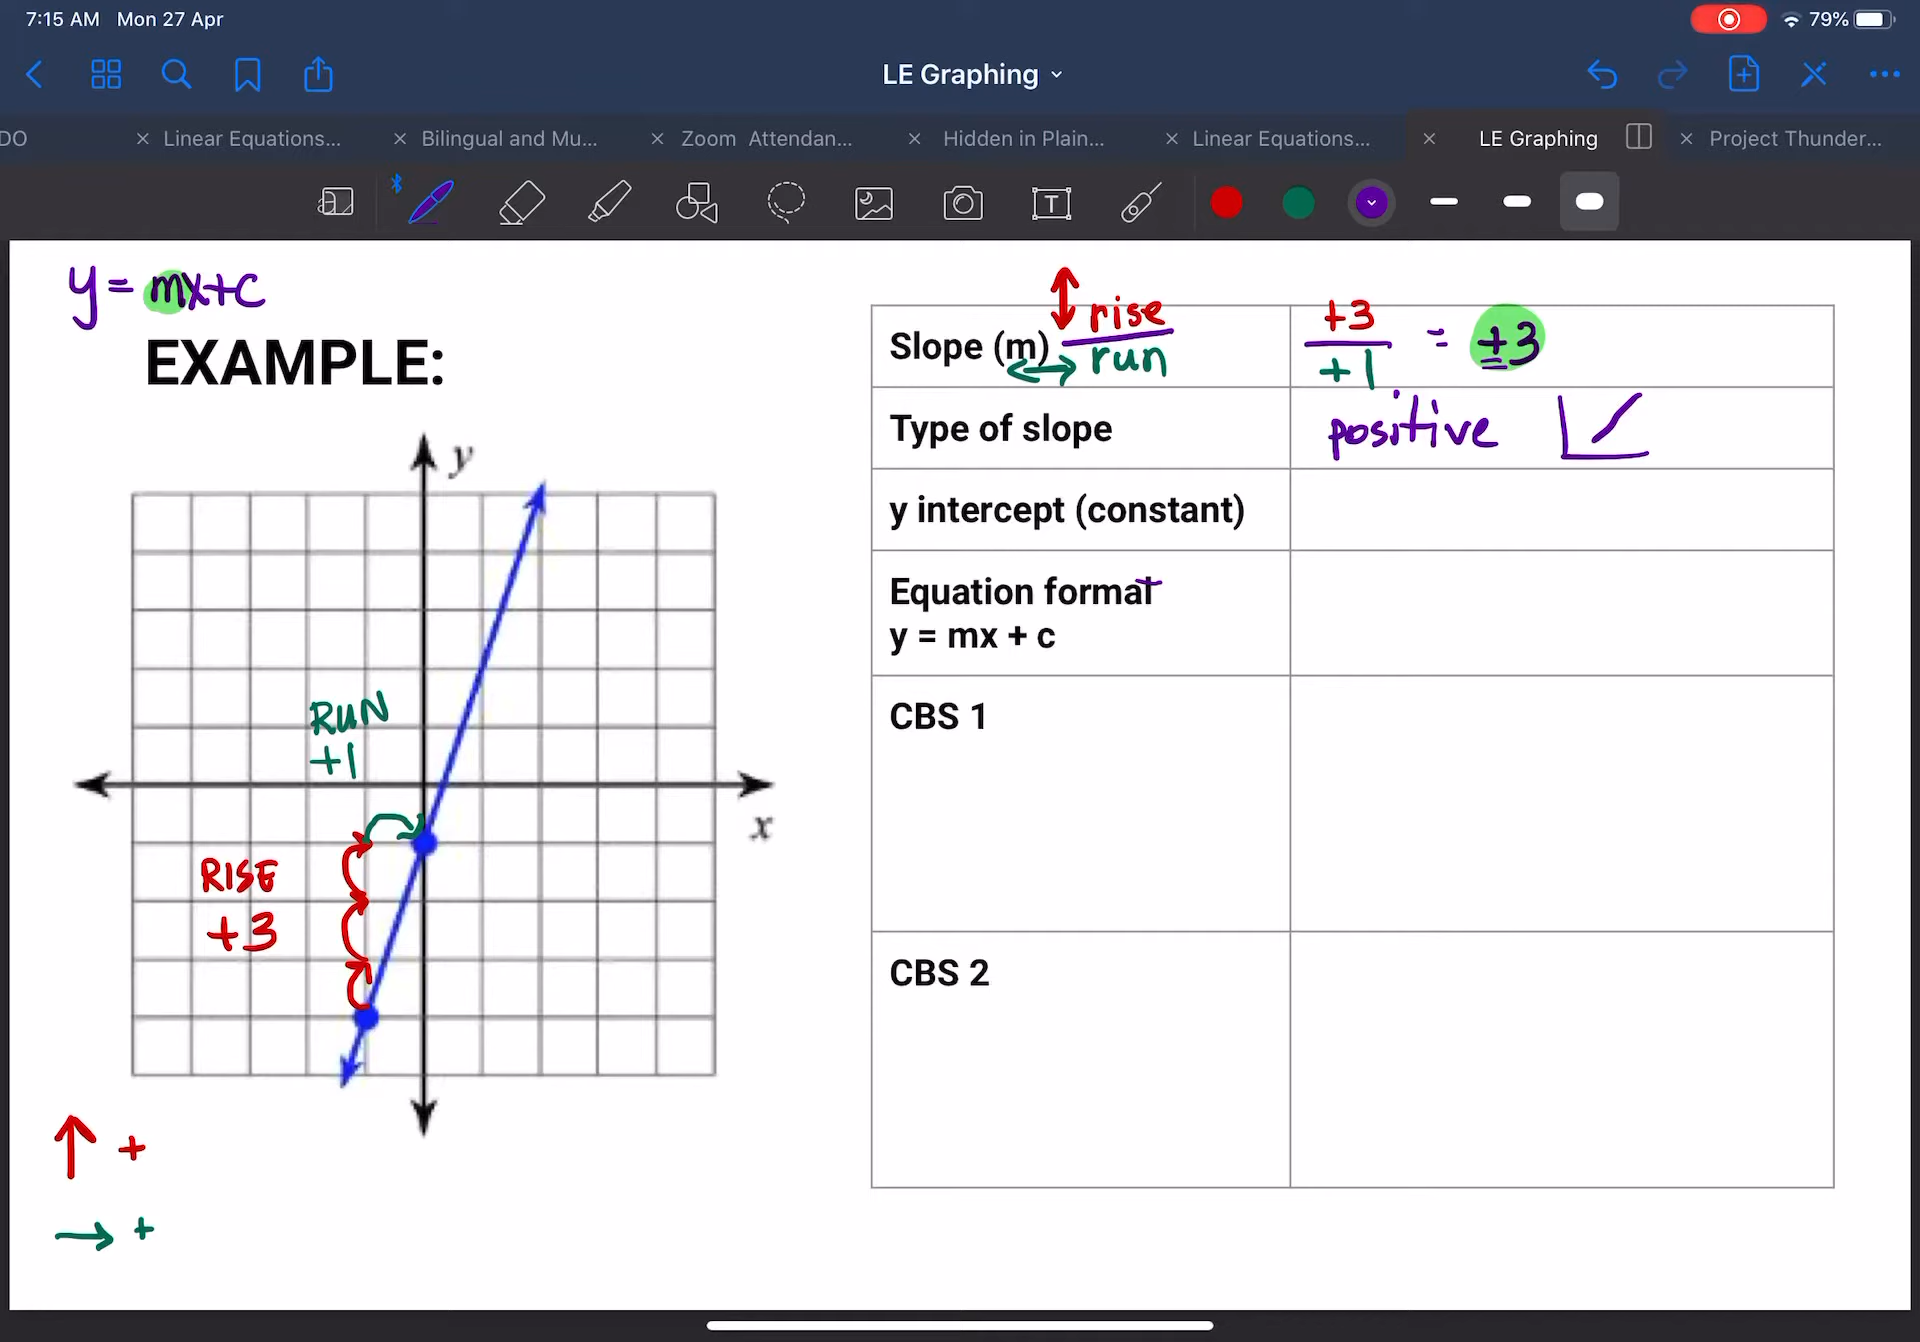 7:15 AM Mon 27 Apr
79%
LE Graphing
DO
Linear Equations...
Bilingual and Mu...
Zoom Attendan...
Hidden in Plain...
Linear Equations...
LE Graphing
Project Thunder...
T
y = mx+c
EXAMPLE:
y
x
RUN
+1
RISE
+3
↑ +
→ +
Slope (m) rise/run
+3/+1 = +3
Type of slope
positive
y intercept (constant)
Equation format
y = mx + c
CBS 1
CBS 2